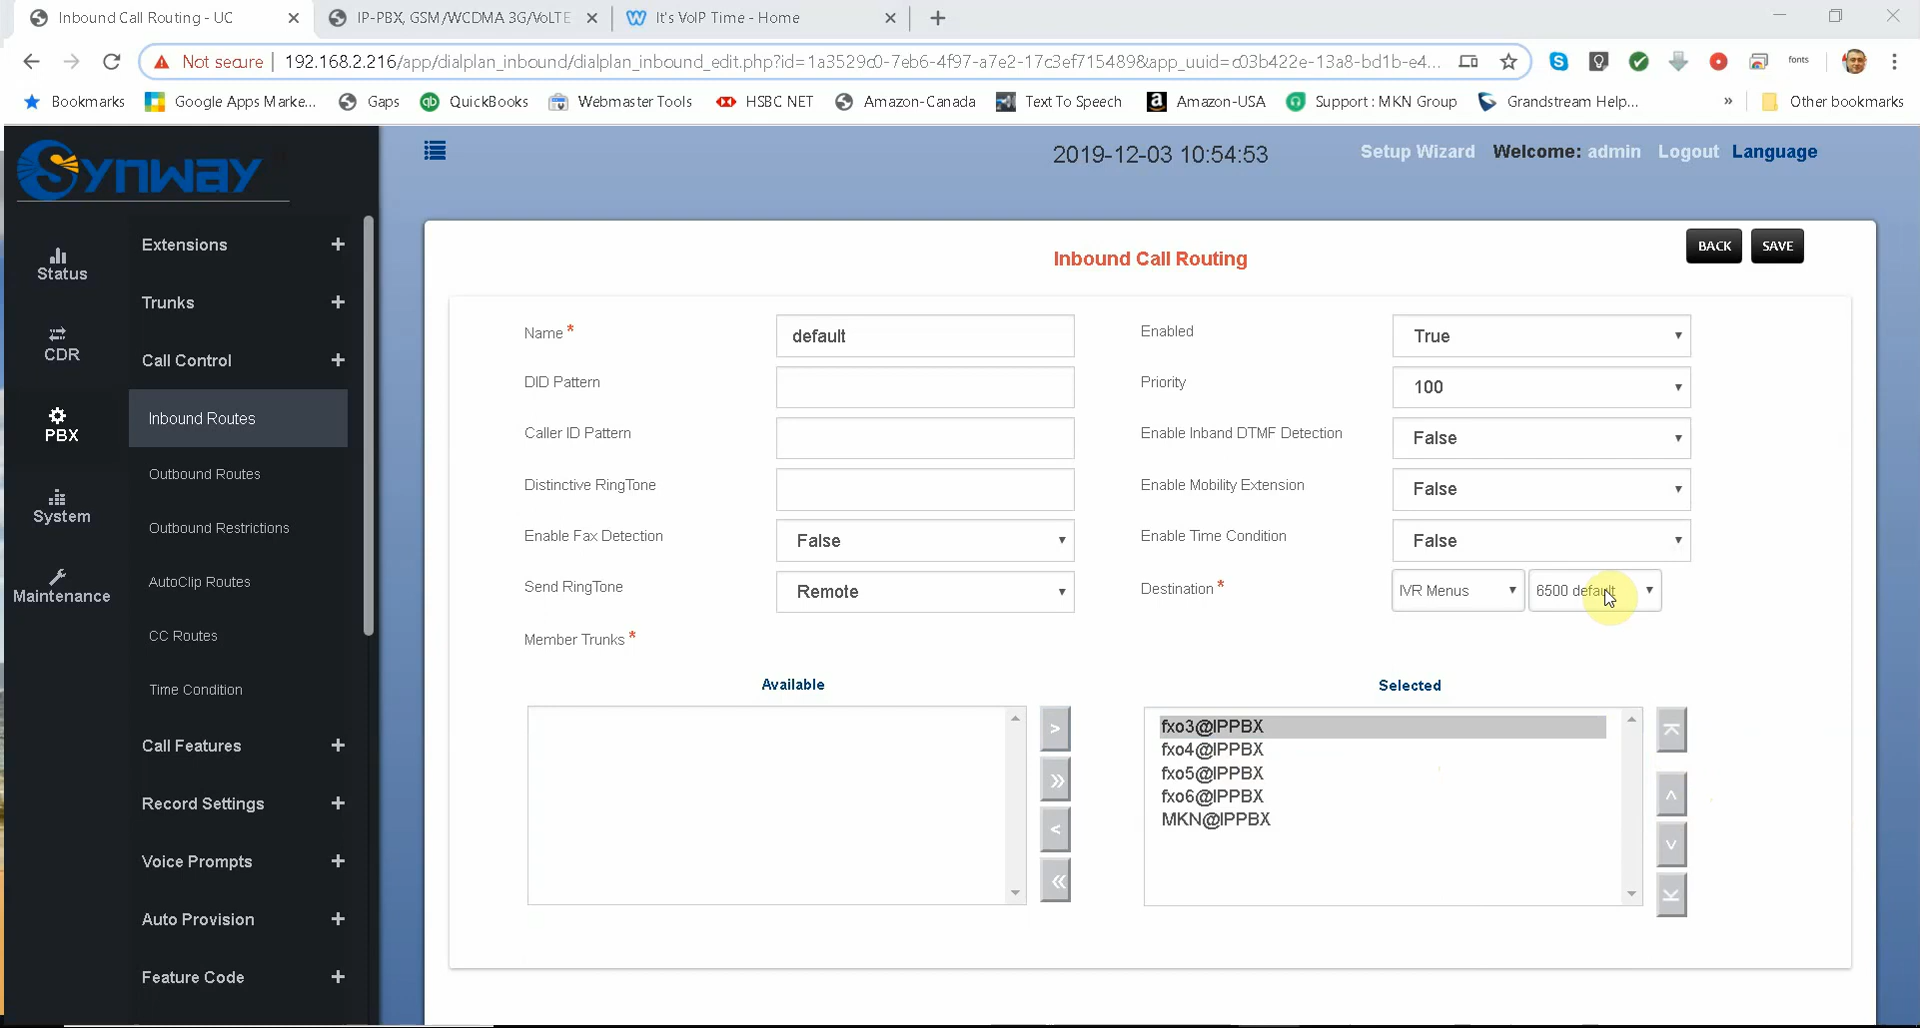 Inbound Call Routing - UC
IP-PBX, GSM/WCDMA 3G/VoLTE
It's VoIP Time - Home
Not secure
192.168.2.216/app/dialplan_inbound/dialplan_inbound_edit.php?id=1a3529c0-7eb6-4f97-a7e2-17c3ef715489&app_uuid=c03b422e-13a8-bd1b-e4...
fonts
Bookmarks
Google Apps Marke...
Gaps
QuickBooks
Webmaster Tools
HSBC NET
Amazon-Canada
Text To Speech
Amazon-USA
Support : MKN Group
Grandstream Help...
»
Other bookmarks
Synway
2019-12-03 10:54:53
Setup Wizard
Welcome: admin
Logout
Language
Status
CDR
PBX
System
Maintenance
Extensions +
Trunks +
Call Control +
Inbound Routes
Outbound Routes
Outbound Restrictions
AutoClip Routes
CC Routes
Time Condition
Call Features +
Record Settings +
Voice Prompts +
Auto Provision +
Feature Code +
Inbound Call Routing
BACK
SAVE
Name * default
Enabled True
DID Pattern
Priority 100
Caller ID Pattern
Enable Inband DTMF Detection False
Distinctive RingTone
Enable Mobility Extension False
Enable Fax Detection False
Enable Time Condition False
Send RingTone Remote
Destination * IVR Menus 6500 default
Member Trunks *
Available
Selected
>
»
<
«
fxo3@IPPBX
fxo4@IPPBX
fxo5@IPPBX
fxo6@IPPBX
MKN@IPPBX